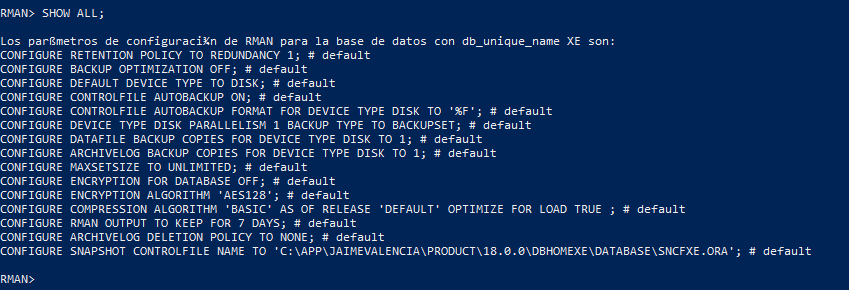 RMAN> SHOW ALL;
Los parßmetros de configuraci¾n de RMAN para la base de datos con db_unique_name XE son:
CONFIGURE RETENTION POLICY TO REDUNDANCY 1; # default
CONFIGURE BACKUP OPTIMIZATION OFF; # default
CONFIGURE DEFAULT DEVICE TYPE TO DISK; # default
CONFIGURE CONTROLFILE AUTOBACKUP ON; # default
CONFIGURE CONTROLFILE AUTOBACKUP FORMAT FOR DEVICE TYPE DISK TO '%F'; # default
CONFIGURE DEVICE TYPE DISK PARALLELISM 1 BACKUP TYPE TO BACKUPSET; # default
CONFIGURE DATAFILE BACKUP COPIES FOR DEVICE TYPE DISK TO 1; # default
CONFIGURE ARCHIVELOG BACKUP COPIES FOR DEVICE TYPE DISK TO 1; # default
CONFIGURE MAXSETSIZE TO UNLIMITED; # default
CONFIGURE ENCRYPTION FOR DATABASE OFF; # default
CONFIGURE ENCRYPTION ALGORITHM 'AES128'; # default
CONFIGURE COMPRESSION ALGORITHM 'BASIC' AS OF RELEASE 'DEFAULT' OPTIMIZE FOR LOAD TRUE ; # default
CONFIGURE RMAN OUTPUT TO KEEP FOR 7 DAYS; # default
CONFIGURE ARCHIVELOG DELETION POLICY TO NONE; # default
CONFIGURE SNAPSHOT CONTROLFILE NAME TO 'C:\APP\JAIMEVALENCIA\PRODUCT\18.0.0\DBHOMEXE\DATABASE\SNCFXE.ORA'; # default
RMAN>